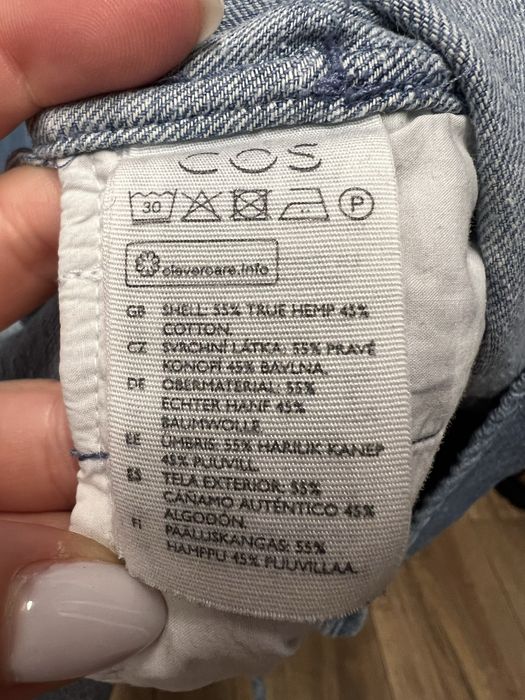 COS
30 P
clevercare.info
GB SHELL: 55% TRUE HEMP 45%
COTTON.
CZ SVRCHNÍ LÁTKA: 55% PRAVÉ
KONOPÍ 45% BAVLNA.
DE OBERMATERIAL: 55%
ECHTER HANF 45%
BAUMWOLLE
EE ÜMBRIS: 55% HARILIK KANEP
45% PUUVILL.
ES TELA EXTERIOR: 55%
CAÑAMO AUTÉNTICO 45%
ALGODÓN.
FI PÄÄLLISKANGAS: 55%
HAMPPU 45% PUUVILLAA.